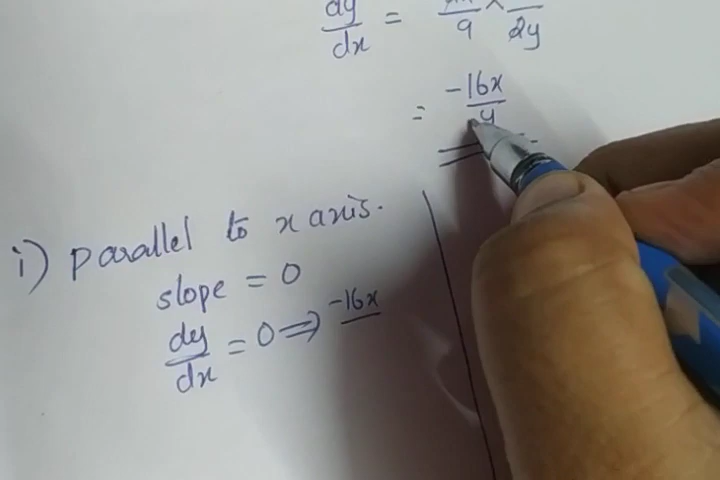 dy/dx = /9 × /2y
= -16x/
i) parallel to x axis.
slope = 0
dy/dx = 0 ⇒ -16x